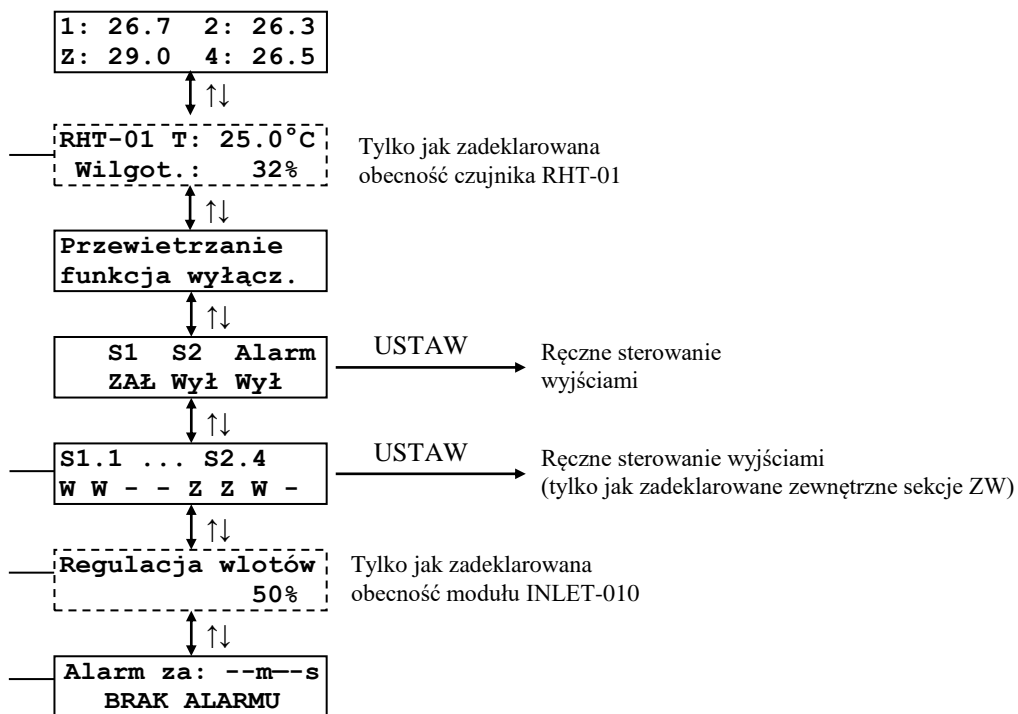 1: 26.7 2: 26.3
Z: 29.0 4: 26.5
↑↓
RHT-01 T: 25.0°C
Wilgot.: 32%
Tylko jak zadeklarowana
obecność czujnika RHT-01
↑↓
Przewietrzanie
funkcja wyłącz.
↑↓
S1 S2 Alarm
ZAŁ Wył Wył
USTAW
Ręczne sterowanie
wyjściami
↑↓
S1.1 ... S2.4
W W - - Z Z W -
USTAW
Ręczne sterowanie wyjściami
(tylko jak zadeklarowane zewnętrzne sekcje ZW)
↑↓
Regulacja wlotów
50%
Tylko jak zadeklarowana
obecność modułu INLET-010
↑↓
Alarm za: --m—-s
BRAK ALARMU